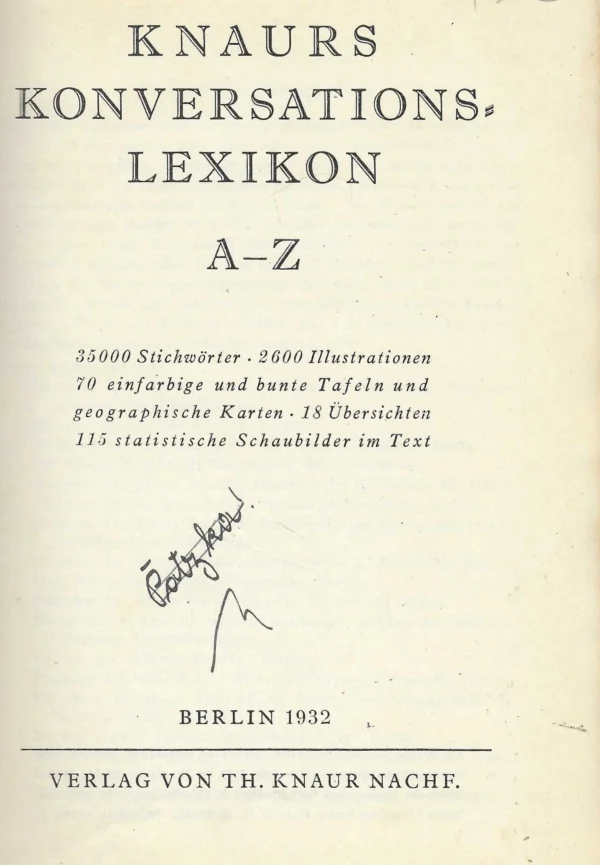 KNAURS
KONVERSATIONS-
LEXIKON
A–Z
35000 Stichwörter · 2600 Illustrationen
70 einfarbige und bunte Tafeln und
geographische Karten · 18 Übersichten
115 statistische Schaubilder im Text
BERLIN 1932
VERLAG VON TH. KNAUR NACHF.